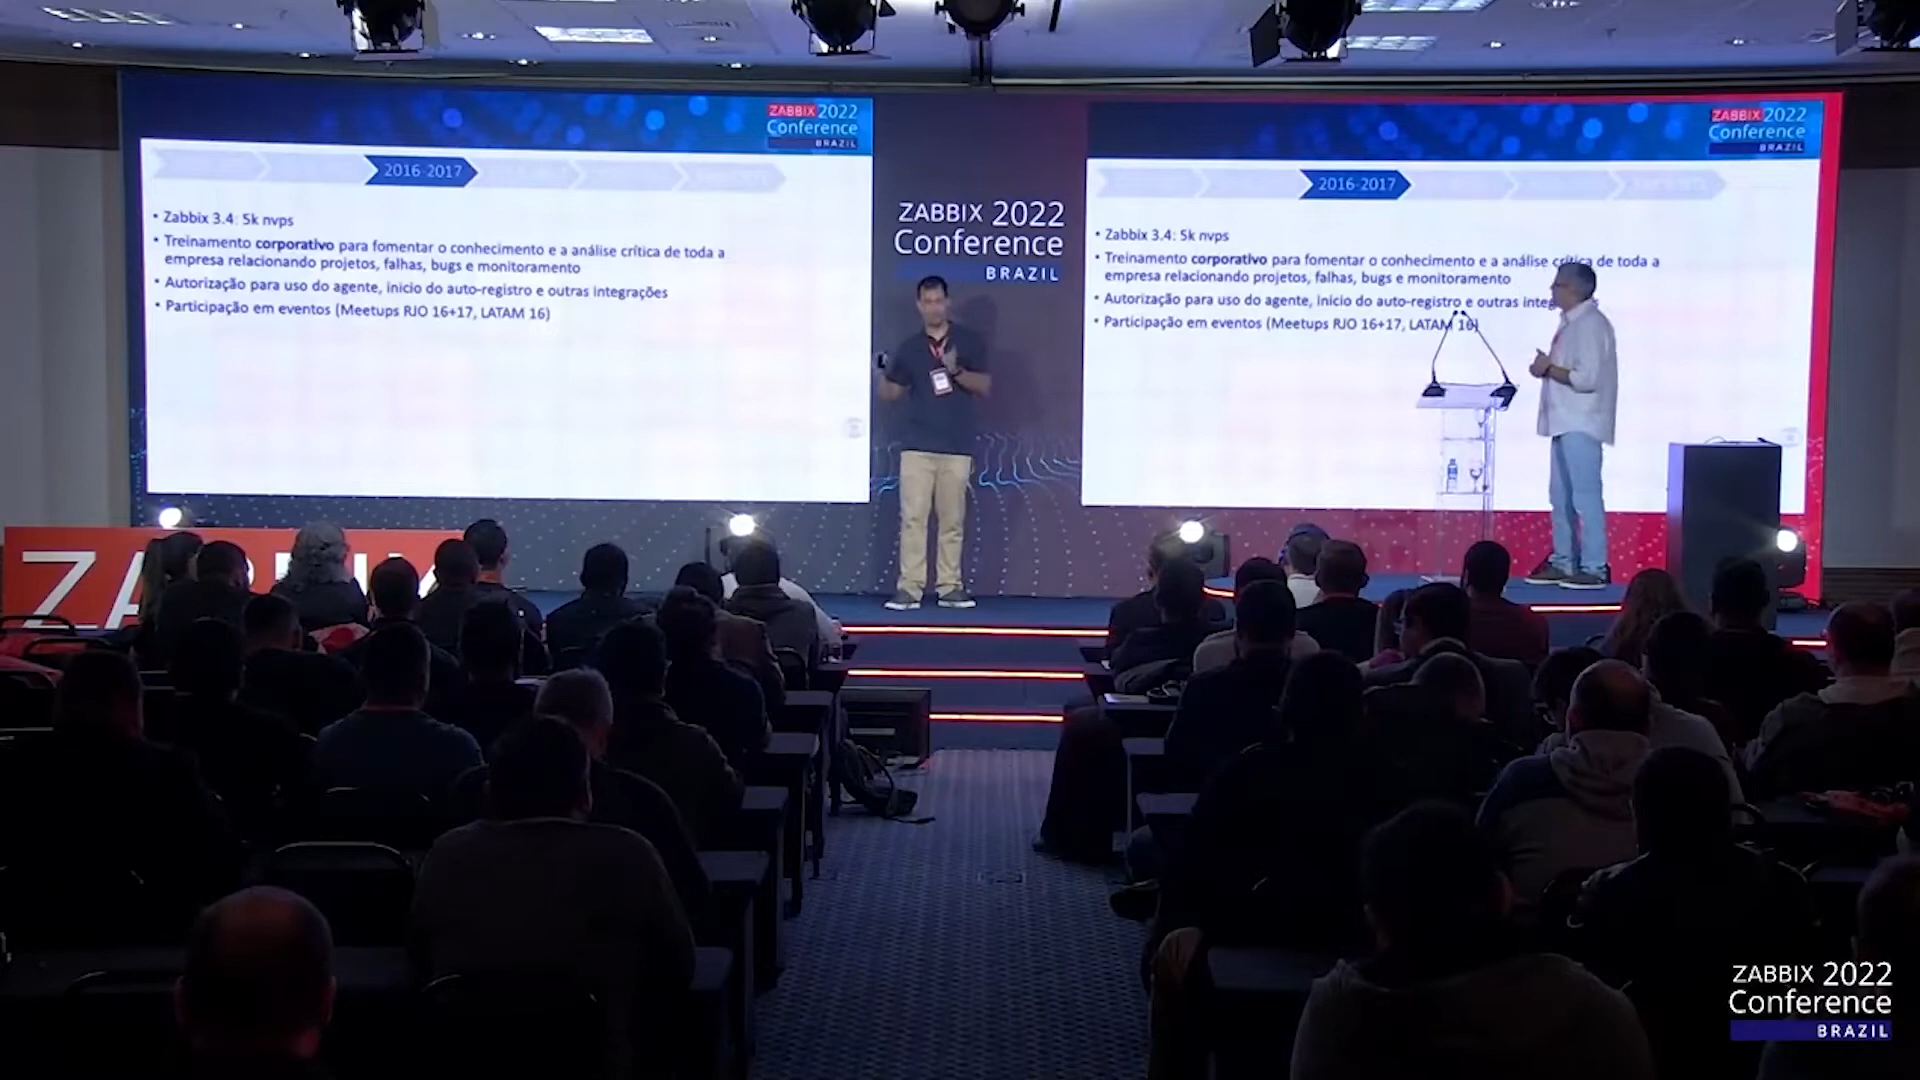 ZABBIX 2022
Conference
BRAZIL
2016-2017
• Zabbix 3.4: 5k nvps
• Treinamento corporativo para fomentar o conhecimento e a análise crítica de toda a
empresa relacionando projetos, falhas, bugs e monitoramento
• Autorização para uso do agente, inicio do auto-registro e outras integrações
• Participação em eventos (Meetups RJO 16+17, LATAM 16)
ZABBIX 2022
Conference
BRAZIL
ZABBIX 2022
Conference
BRAZIL
2016-2017
• Zabbix 3.4: 5k nvps
• Treinamento corporativo para fomentar o conhecimento e a análise crítica de toda a
empresa relacionando projetos, falhas, bugs e monitoramento
• Autorização para uso do agente, inicio do auto-registro e outras
• Participação em eventos (Meetups RJO 16+17, LATAM 16)
ZABBIX 2022
Conference
BRAZIL